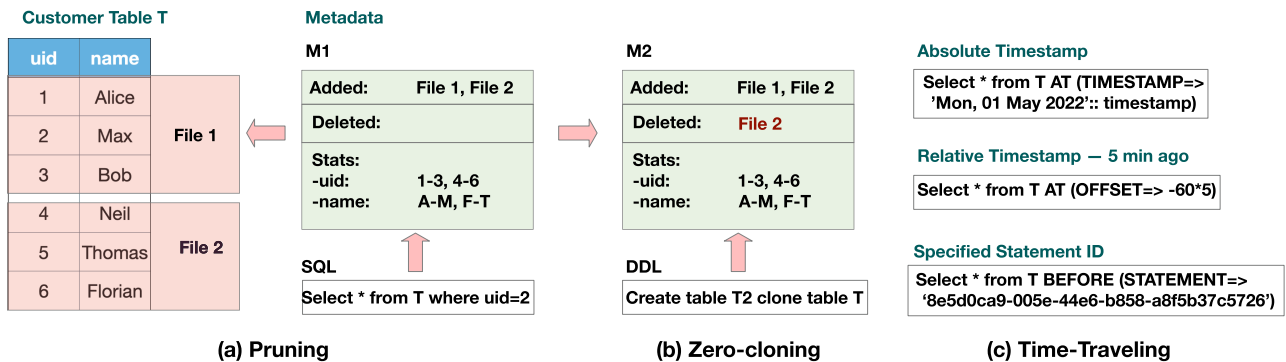 Customer Table T
uid name
1 Alice
2 Max
3 Bob
File 1
4 Neil
5 Thomas
6 Florian
File 2
Metadata
M1
Added: File 1, File 2
Deleted:
Stats:
-uid: 1-3, 4-6
-name: A-M, F-T
SQL
Select * from T where uid=2
(a) Pruning
M2
Added: File 1, File 2
Deleted: File 2
Stats:
-uid: 1-3, 4-6
-name: A-M, F-T
DDL
Create table T2 clone table T
(b) Zero-cloning
Absolute Timestamp
Select * from T AT (TIMESTAMP=>
’Mon, 01 May 2022’:: timestamp)
Relative Timestamp — 5 min ago
Select * from T AT (OFFSET=> -60*5)
Specified Statement ID
Select * from T BEFORE (STATEMENT=>
‘8e5d0ca9-005e-44e6-b858-a8f5b37c5726’)
(c) Time-Traveling